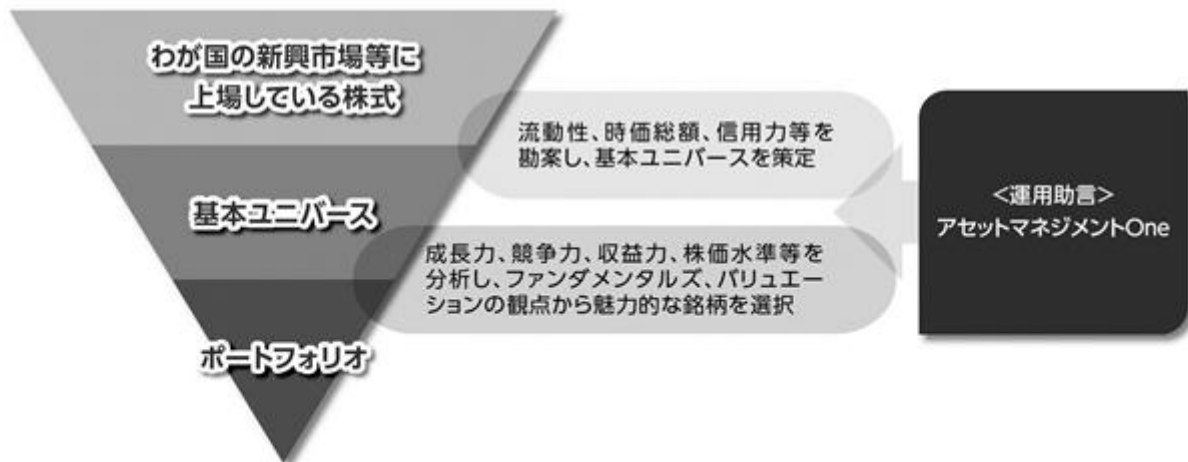 わが国の新興市場等に
上場している株式
流動性、時価総額、信用力等を
勘案し、基本ユニバースを策定
基本ユニバース
成長力、競争力、収益力、株価水準等を
分析し、ファンダメンタルズ、バリュエー
ションの観点から魅力的な銘柄を選択
ポートフォリオ
＜運用助言＞
アセットマネジメントOne